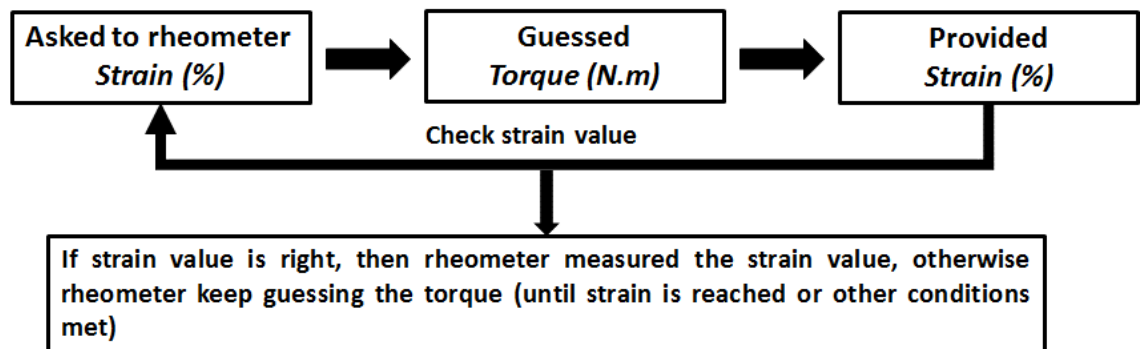 Asked to rheometer
Strain (%)
Guessed
Torque (N.m)
Provided
Strain (%)
Check strain value
If strain value is right, then rheometer measured the strain value, otherwise
rheometer keep guessing the torque (until strain is reached or other conditions
met)